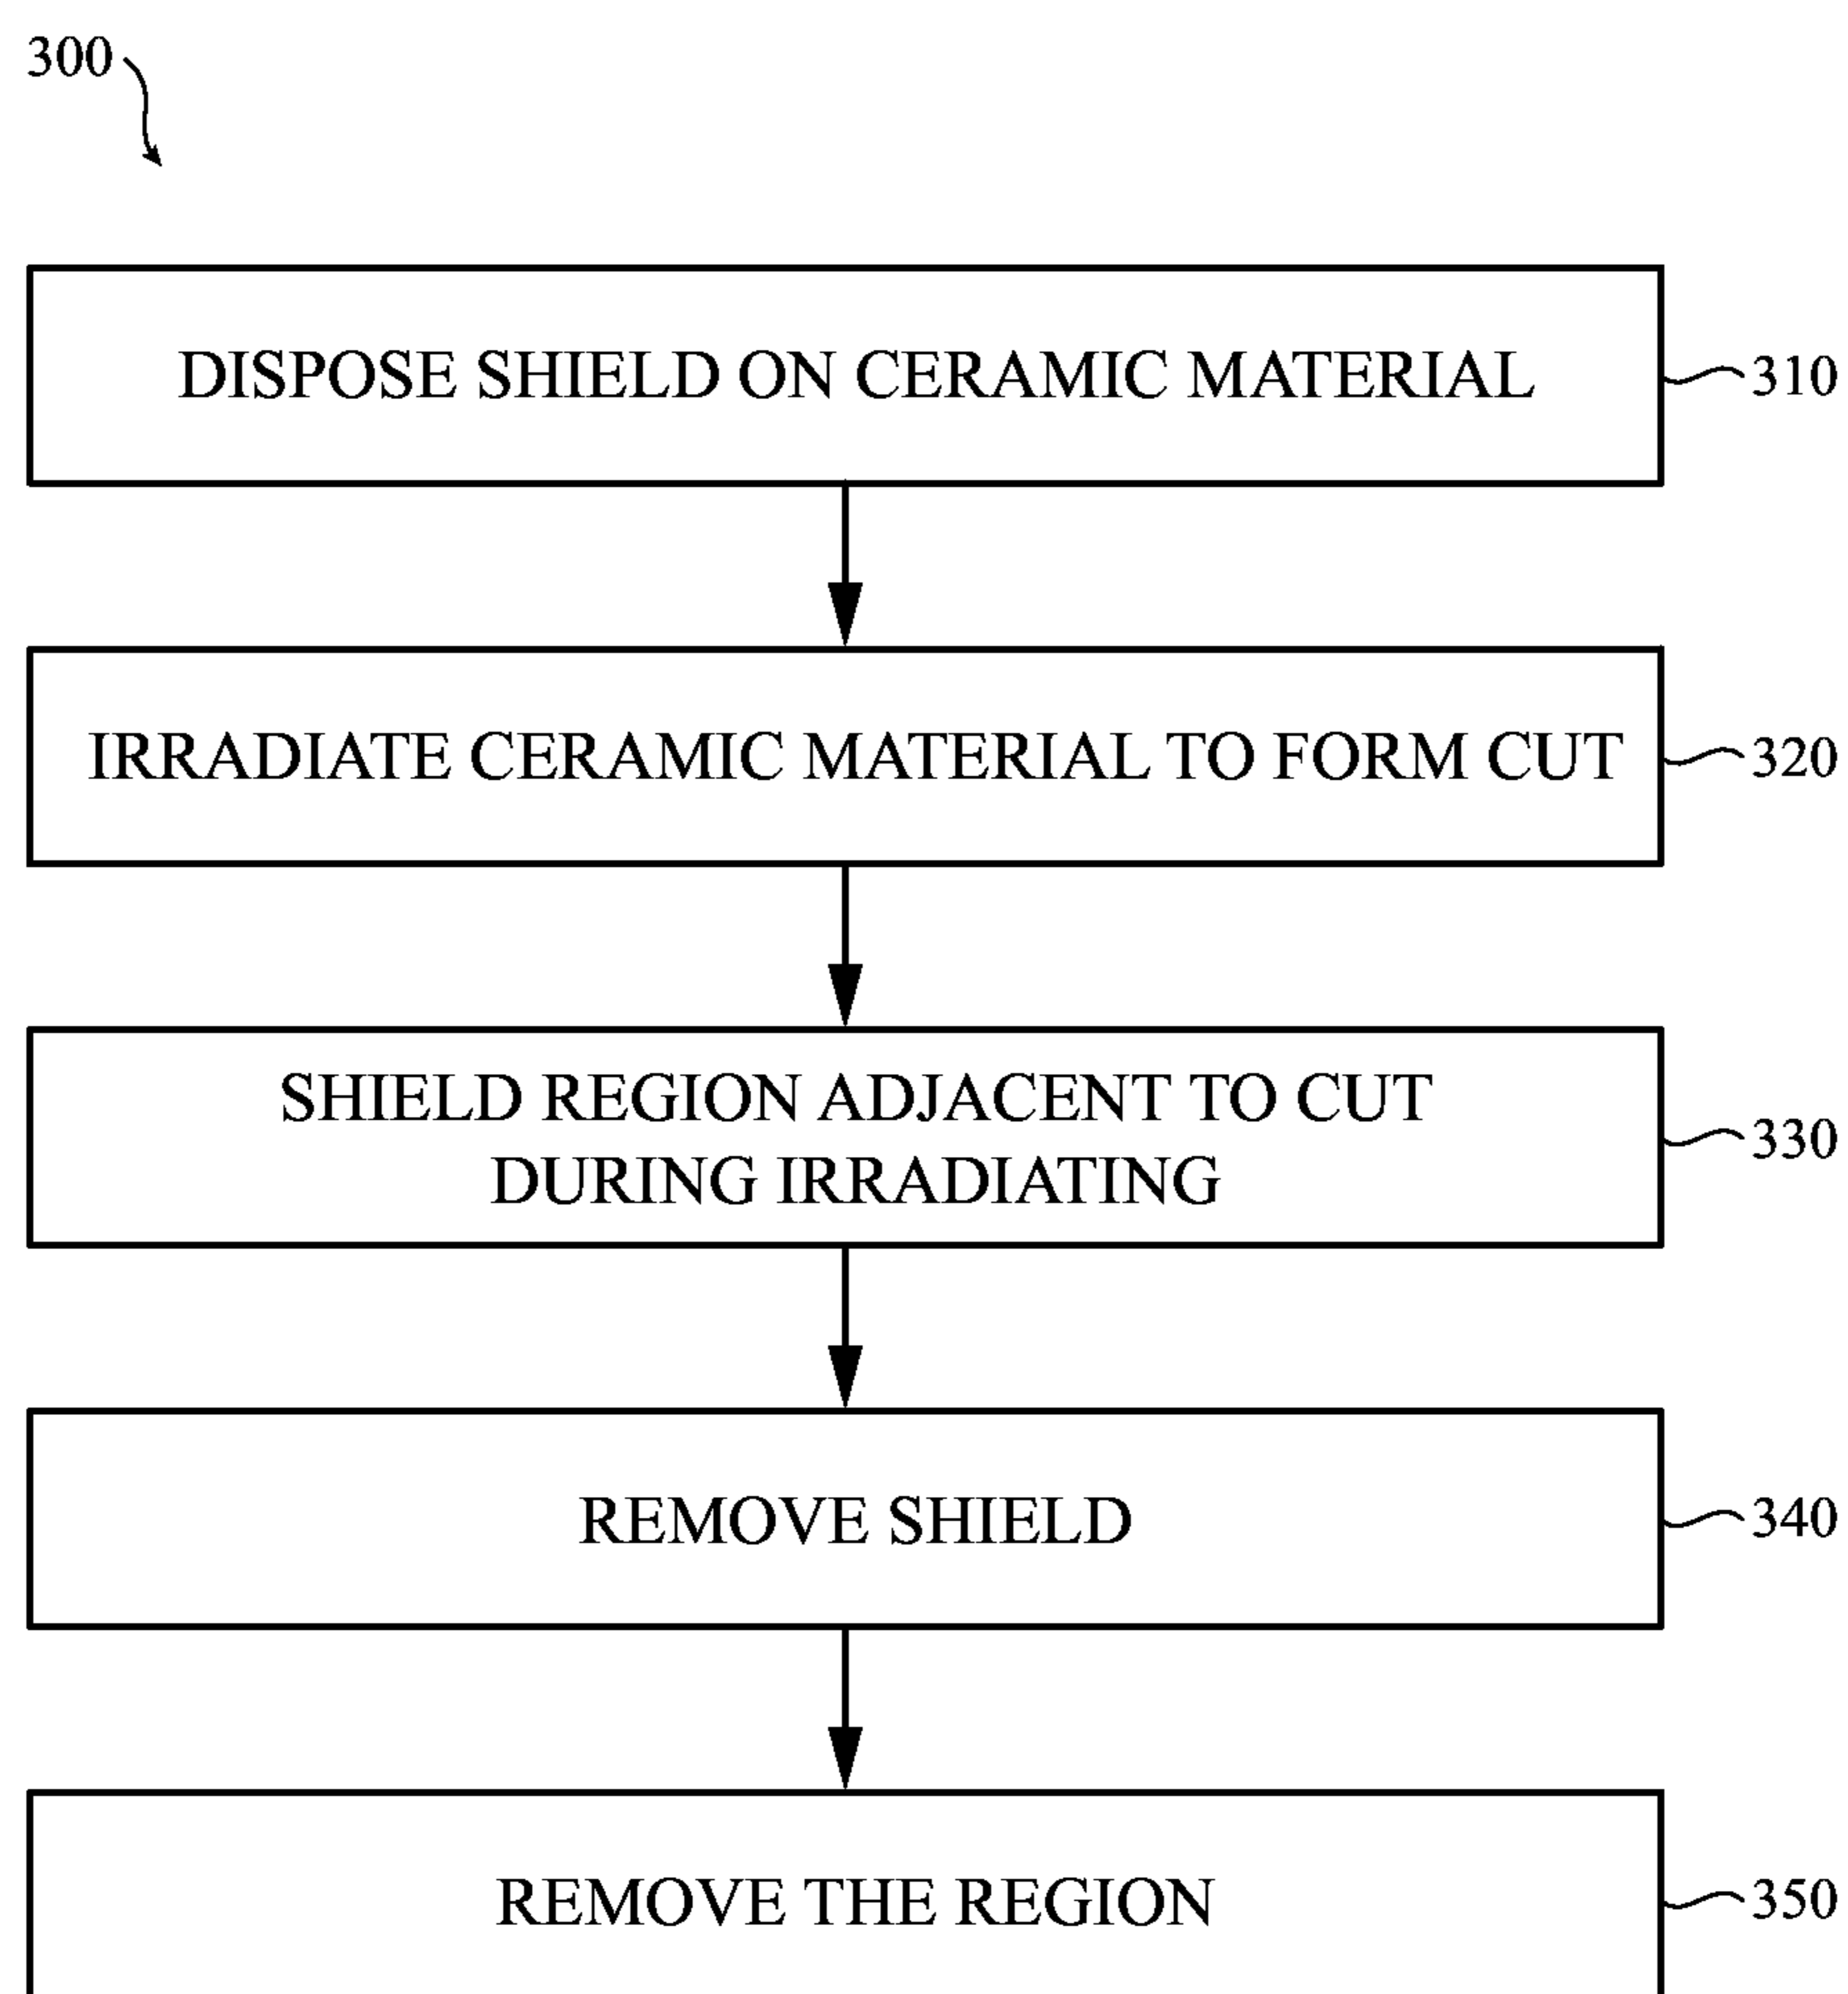 300
DISPOSE SHIELD ON CERAMIC MATERIAL
310
IRRADIATE CERAMIC MATERIAL TO FORM CUT
320
SHIELD REGION ADJACENT TO CUT
DURING IRRADIATING
330
REMOVE SHIELD
340
REMOVE THE REGION
350